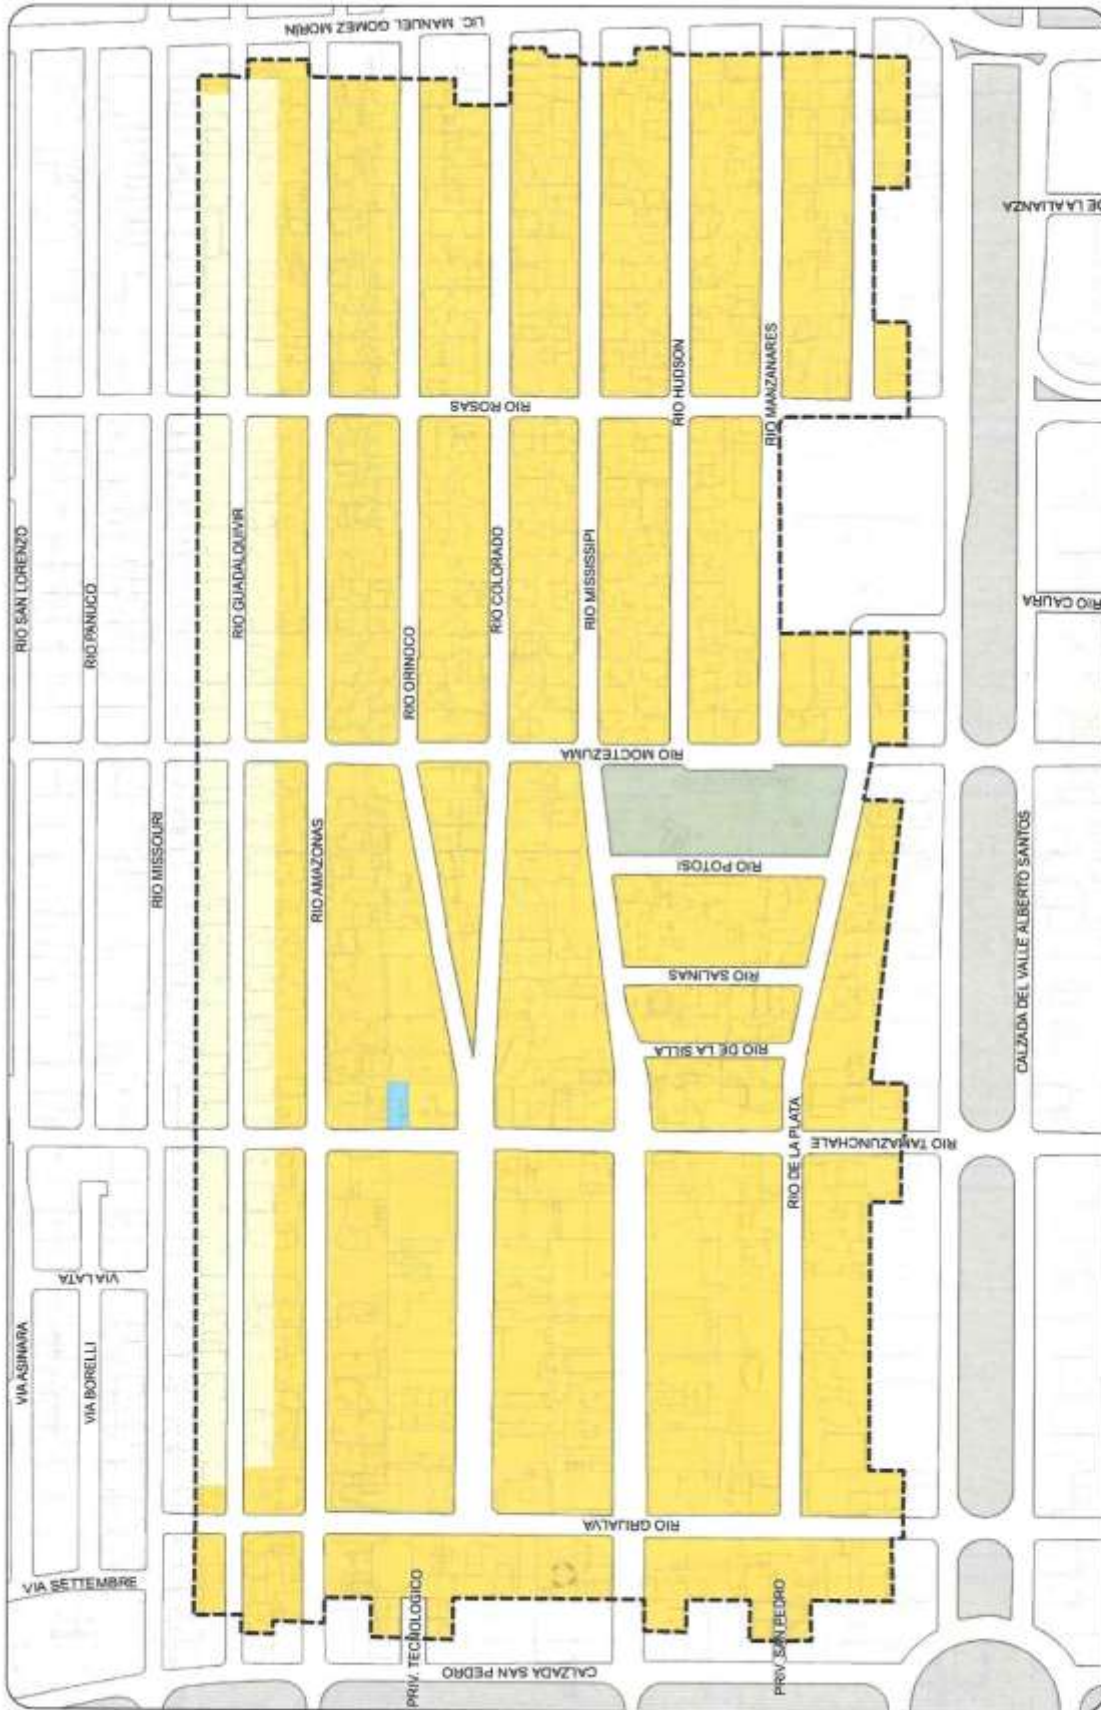 LIC. MANUEL GOMEZ MORIN
DE LA ALIANZA
RIO HUDSON
RIO MANZANARES
RIO ROSAS
RIO SAN LORENZO
RIO PANUCO
RIO GUADALQUIVIR
RIO COLORADO
RIO MISSISSIPI
RIO ORINOCO
RIO CAURA
RIO MOCTEZUMA
RIO MISSOURI
RIO AMAZONAS
RIO POTOSI
CALZADA DEL VALLE ALBERTO SANTOS
RIO SALINAS
RIO DE LA SILLA
RIO DE LA PLATA
RIO TAMAZUNCHALE
VIA LATA
VIA ASINARA
VIA BORELLI
RIO GRIJALVA
VIA SETTEMBRE
PRIV. TECNOLOGICO
PRIV. SAN PEDRO
CALZADA SAN PEDRO